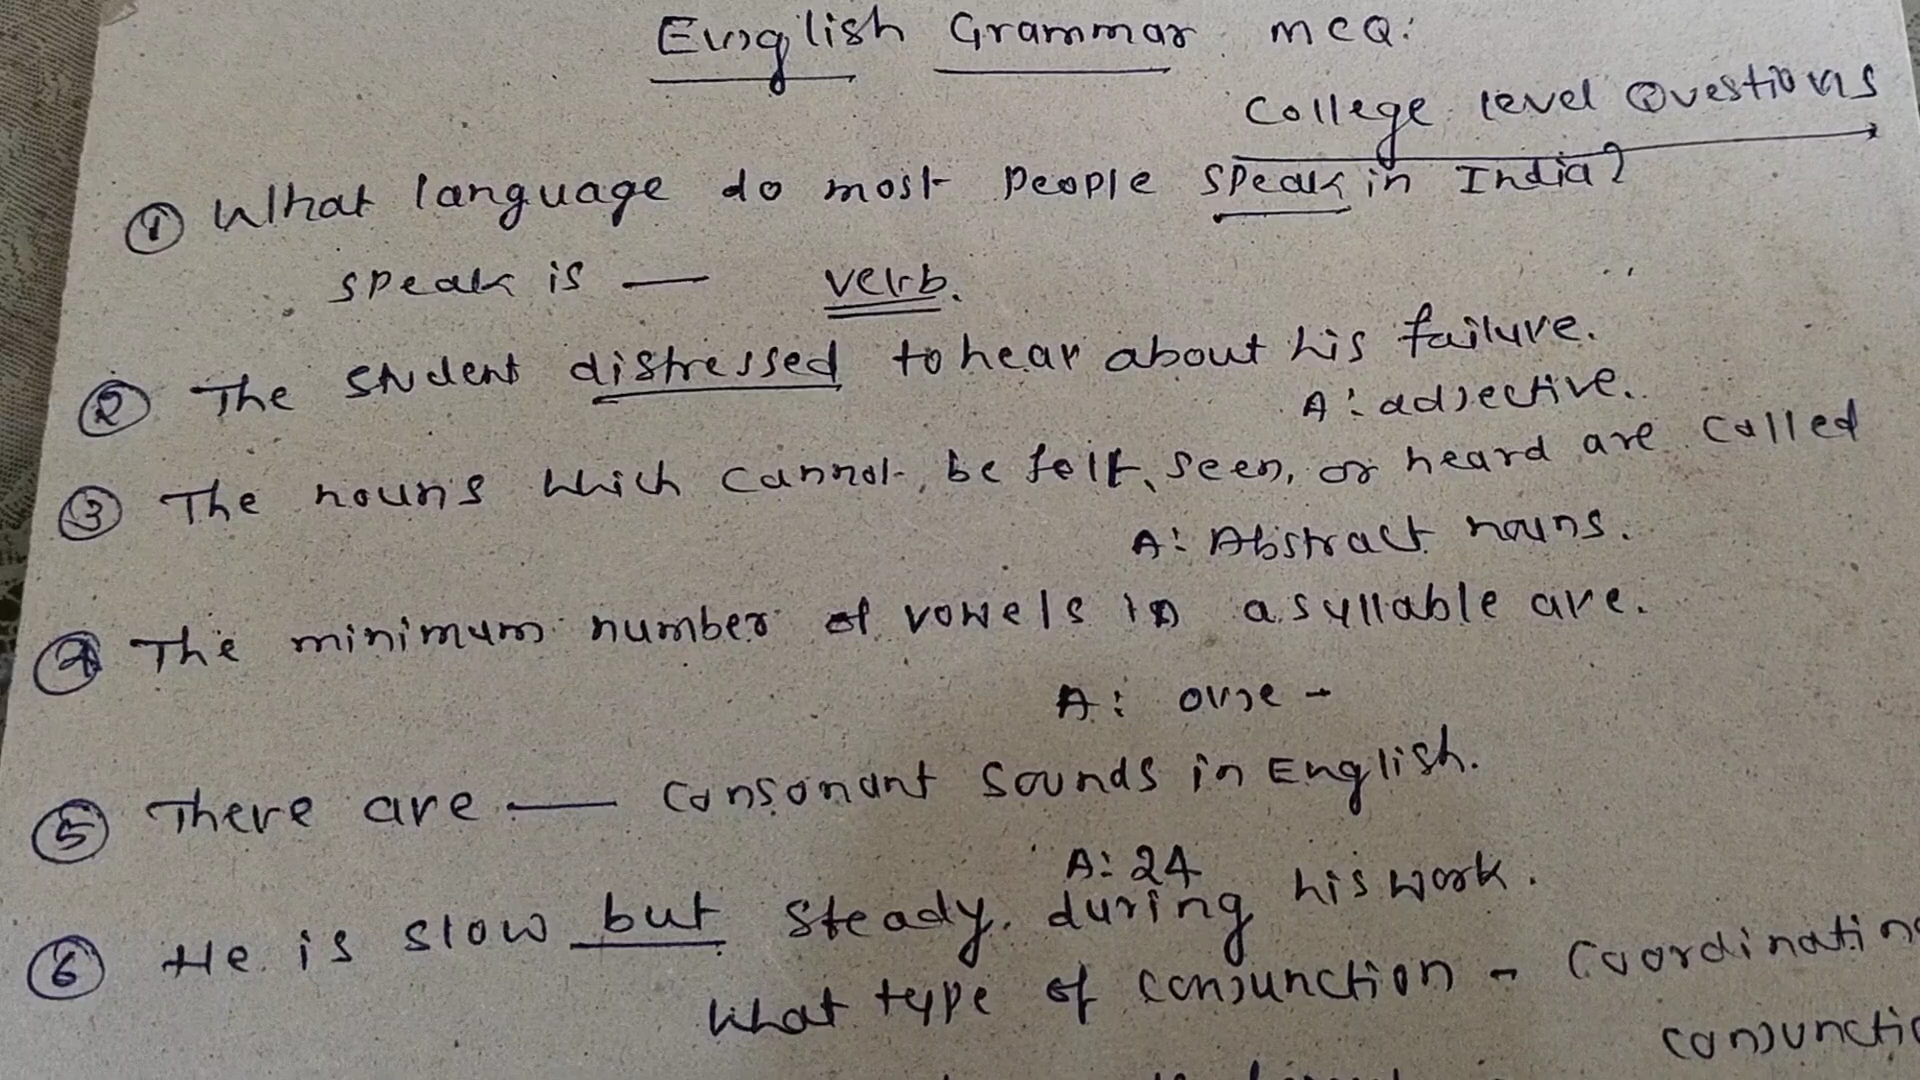 English Grammar MCQ:
College level Questions
① What language do most people speak in India?
speak is — verb.
② The student distressed to hear about his failure.
A: adjective.
③ The nouns which cannot be felt, seen, or heard are called
A: Abstract nouns.
④ The minimum number of vowels in a syllable are.
A: one -
⑤ There are — consonant sounds in English.
A: 24
⑥ He is slow but steady. during his work.
What type of conjunction - Coordinating
conjunctio